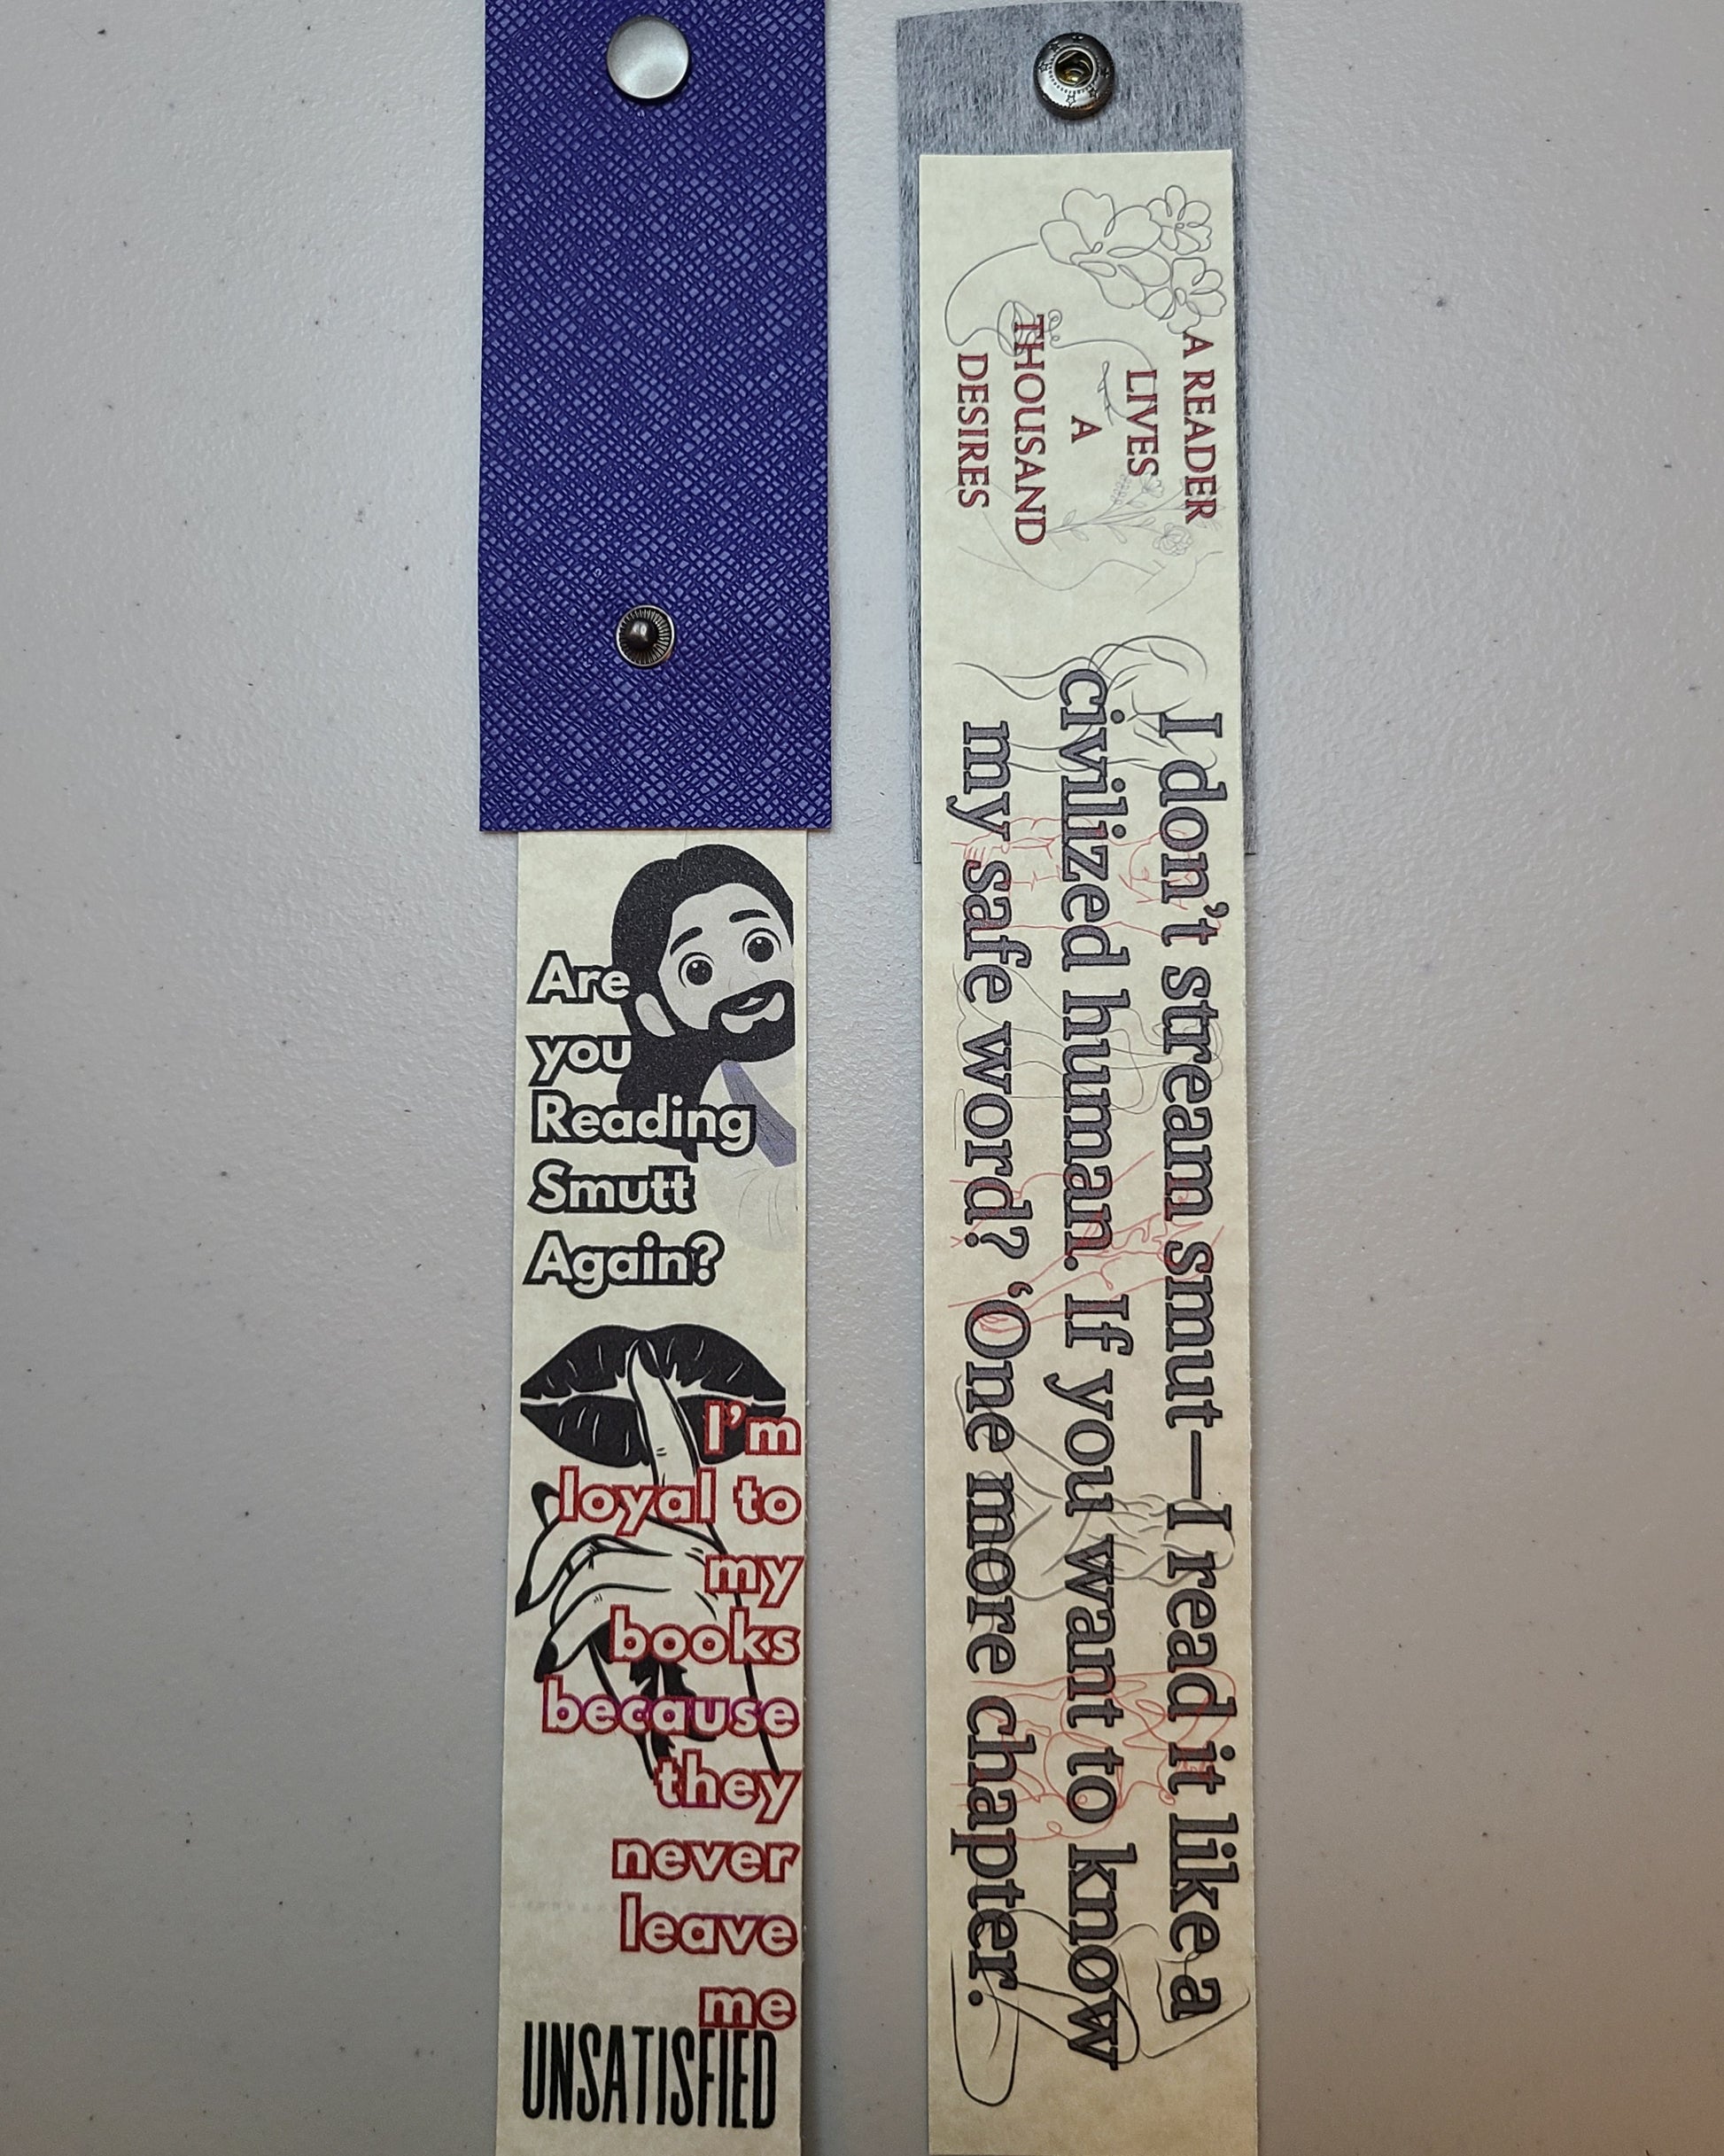 Are
you
Reading
Smutt
Again?
I'm
loyal to
my
books
because
they
never
leave
me
UNSATISFIED
A READER
LIVES
A
THOUSAND
DESIRES
I don't stream smut—I read it like a
civilized human. If you want to know
my safe word? 'One more chapter.